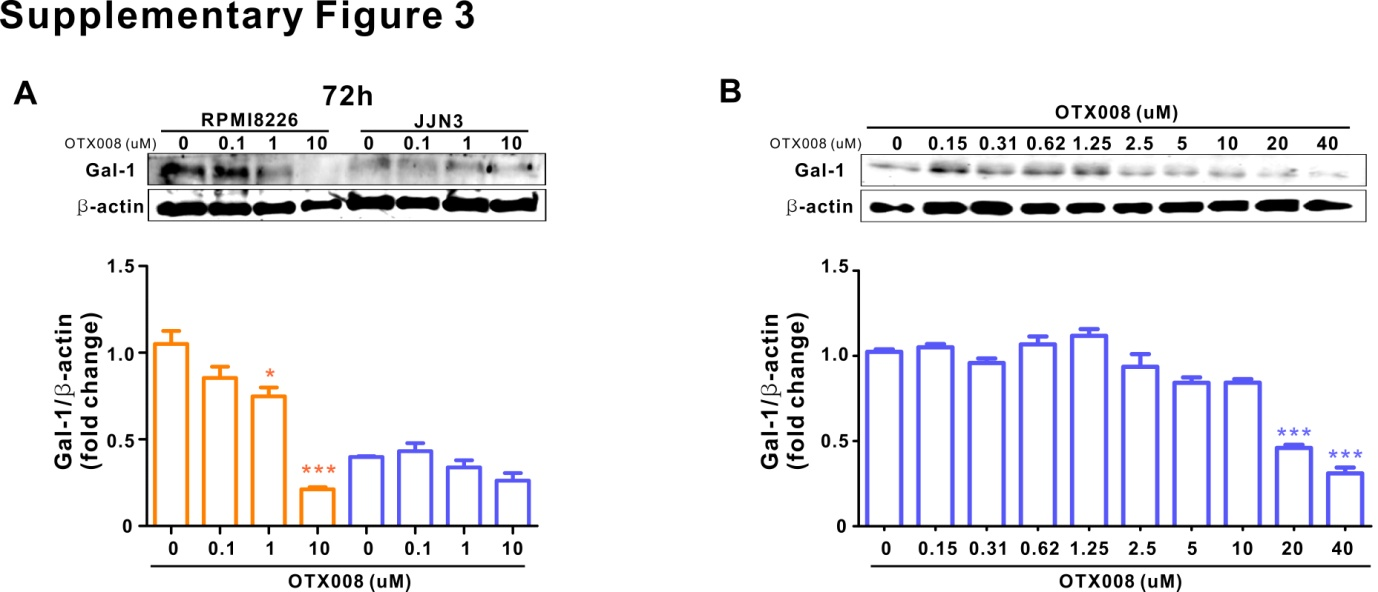 Supplementary Figure 3
A
72h
RPMI8226 JJN3
OTX008 (uM) 0 0.1 1 10 0 0.1 1 10
Gal-1
β-actin
Gal-1/β-actin
(fold change)
1.5
1.0
0.5
0
*
***
0 0.1 1 10 0 0.1 1 10
OTX008 (uM)
B
OTX008 (uM)
OTX008 (uM) 0 0.15 0.31 0.62 1.25 2.5 5 10 20 40
Gal-1
β-actin
Gal-1/β-actin
(fold change)
1.5
1.0
0.5
0
***
***
0 0.15 0.31 0.62 1.25 2.5 5 10 20 40
OTX008 (uM)